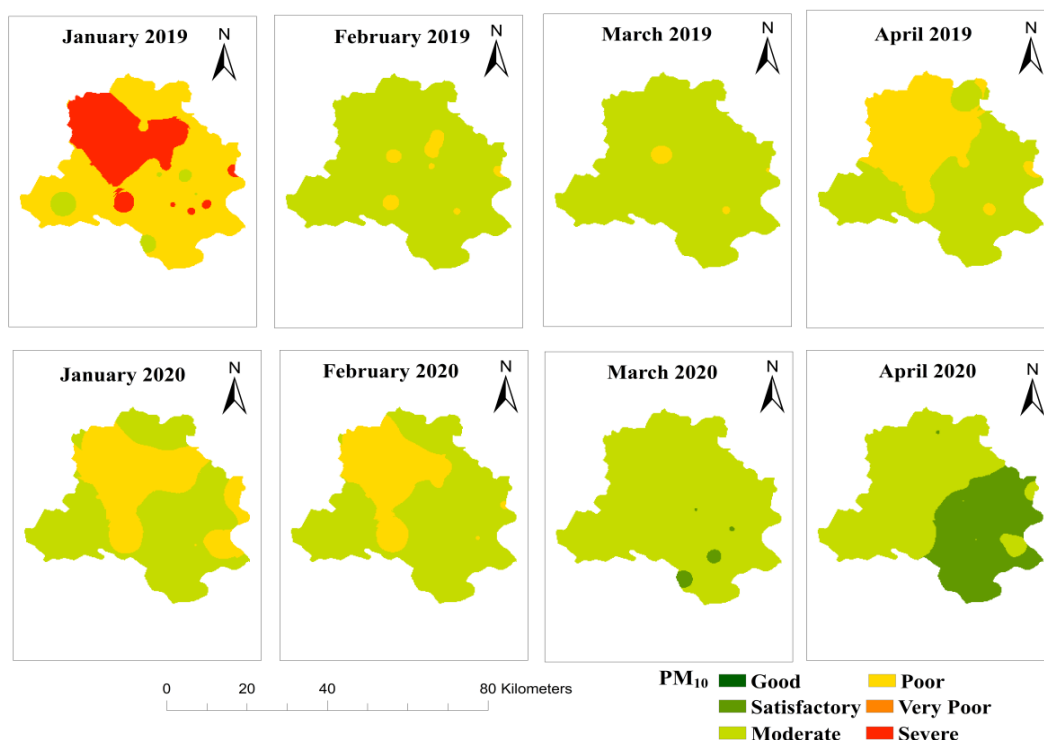 January 2019
N
February 2019
N
March 2019
N
April 2019
N
January 2020
N
February 2020
N
March 2020
N
April 2020
N
0 20 40 80 Kilometers
PM₁₀ Good Poor
Satisfactory Very Poor
Moderate Severe